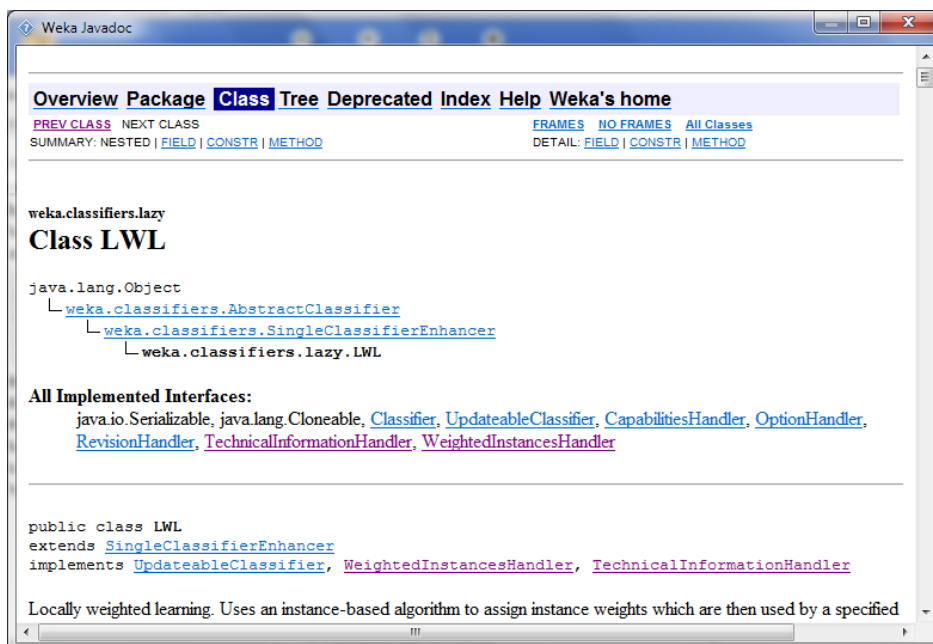 Weka Javadoc
Overview Package Class Tree Deprecated Index Help Weka's home
PREV CLASS NEXT CLASS FRAMES NO FRAMES All Classes
SUMMARY: NESTED | FIELD | CONSTR | METHOD DETAIL: FIELD | CONSTR | METHOD
weka.classifiers.lazy
Class LWL
java.lang.Object
weka.classifiers.AbstractClassifier
weka.classifiers.SingleClassifierEnhancer
weka.classifiers.lazy.LWL
All Implemented Interfaces:
java.io.Serializable, java.lang.Cloneable, Classifier, UpdateableClassifier, CapabilitiesHandler, OptionHandler,
RevisionHandler, TechnicalInformationHandler, WeightedInstancesHandler
public class LWL
extends SingleClassifierEnhancer
implements UpdateableClassifier, WeightedInstancesHandler, TechnicalInformationHandler
Locally weighted learning. Uses an instance-based algorithm to assign instance weights which are then used by a specified